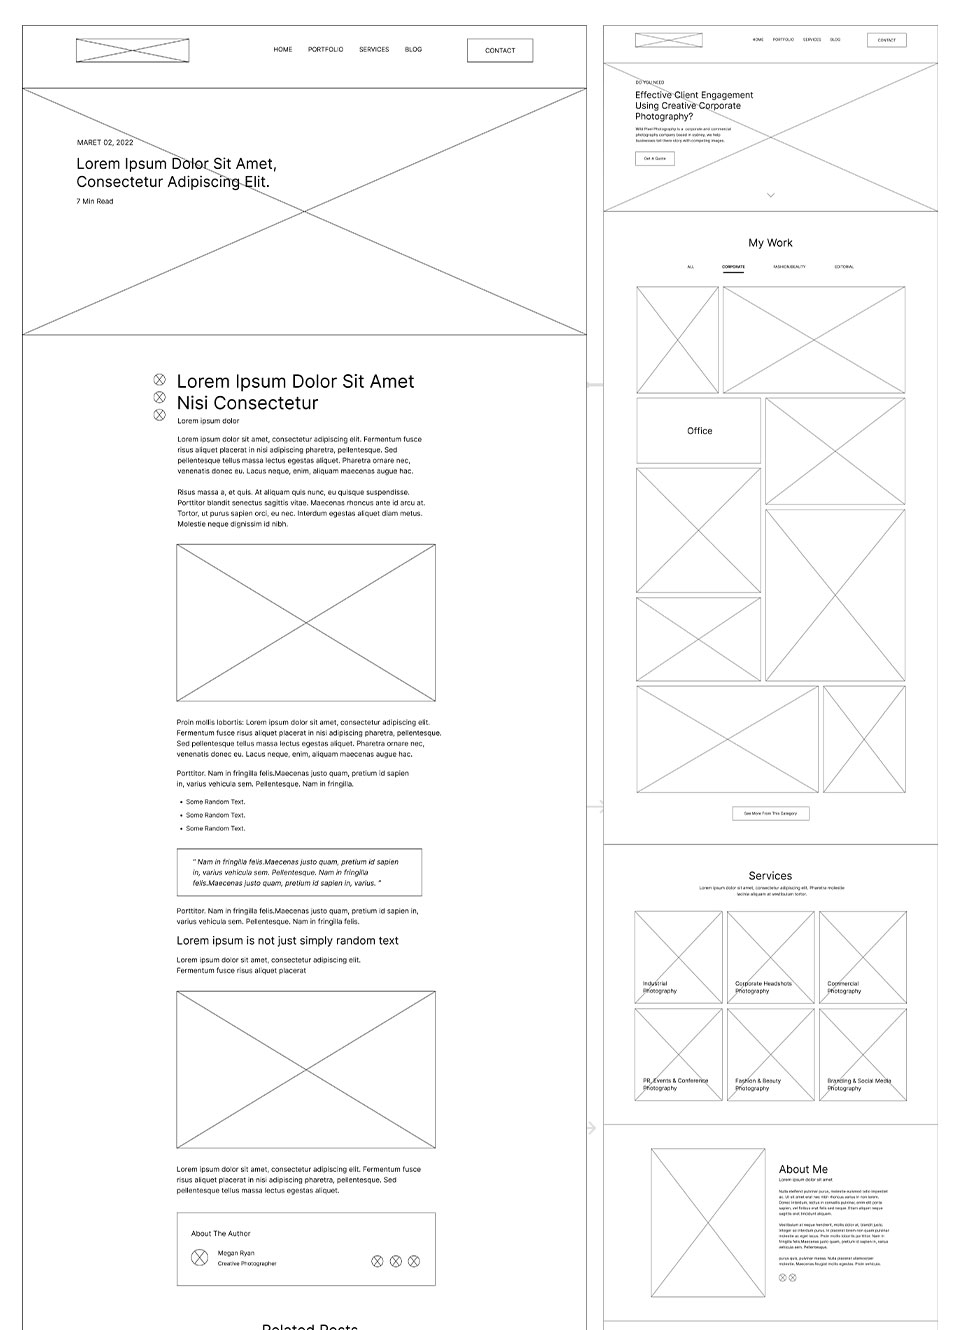 HOME PORTFOLIO SERVICES BLOG CONTACT
MARET 02, 2022
Lorem Ipsum Dolor Sit Amet,
Consectetur Adipiscing Elit.
7 Min Read
Lorem Ipsum Dolor Sit Amet
Nisi Consectetur
Lorem ipsum dolor
Lorem ipsum dolor sit amet, consectetur adipiscing elit. Fermentum fusce
risus aliquet placerat in nisi adipiscing pharetra, pellentesque. Sed
pellentesque tellus massa lectus egestas aliquet. Pharetra ornare nec,
venenatis donec eu. Lacus neque, enim, aliquam maecenas augue hac.
Risus massa a, et quis. At aliquam quis nunc, eu quisque suspendisse.
Porttitor blandit senectus sagittis vitae. Maecenas rhoncus ante id arcu at.
Tortor, ut purus sapien orci, eu nec. Interdum egestas aliquet diam metus.
Molestie neque dignissim id nibh.
Proin mollis lobortis: Lorem ipsum dolor sit amet, consectetur adipiscing elit.
Fermentum fusce risus aliquet placerat in nisi adipiscing pharetra, pellentesque.
Sed pellentesque tellus massa lectus egestas aliquet. Pharetra ornare nec,
venenatis donec eu. Lacus neque, enim, aliquam maecenas augue hac.
Porttitor. Nam in fringilla felis.Maecenas justo quam, pretium id sapien
in, varius vehicula sem. Pellentesque. Nam in fringilla.
• Some Random Text.
• Some Random Text.
• Some Random Text.
" Nam in fringilla felis.Maecenas justo quam, pretium id sapien
in, varius vehicula sem. Pellentesque. Nam in fringilla
felis.Maecenas justo quam, pretium id sapien in, varius. "
Porttitor. Nam in fringilla felis.Maecenas justo quam, pretium id sapien in,
varius vehicula sem. Pellentesque. Nam in fringilla felis.
Lorem ipsum is not just simply random text
Lorem ipsum dolor sit amet, consectetur adipiscing elit.
Fermentum fusce risus aliquet placerat
Lorem ipsum dolor sit amet, consectetur adipiscing elit. Fermentum fusce
risus aliquet placerat in nisi adipiscing pharetra, pellentesque. Sed
pellentesque tellus massa lectus egestas aliquet.
About The Author
Megan Ryan
Creative Photographer
Related Posts
HOME PORTFOLIO SERVICES BLOG CONTACT
DO YOU NEED
Effective Client Engagement
Using Creative Corporate
Photography?
photography company based in sydney, we help
businesses tell there story with competing images.
Get A Quote
My Work
ALL CORPORATE FASHION/BEAUTY EDITORIAL
Office
See More From This Category
Services
Lorem ipsum dolor sit amet, consectetur adipiscing elit. Pharetra molestie
lectus aliquam at vestibulum tortor.
Industrial
Photography
Corporate Headshots
Photography
Commercial
Photography
PR, Events & Conference
Photography
Fashion & Beauty
Photography
Branding & Social Media
Photography
About Me
Lorem ipsum dolor sit amet